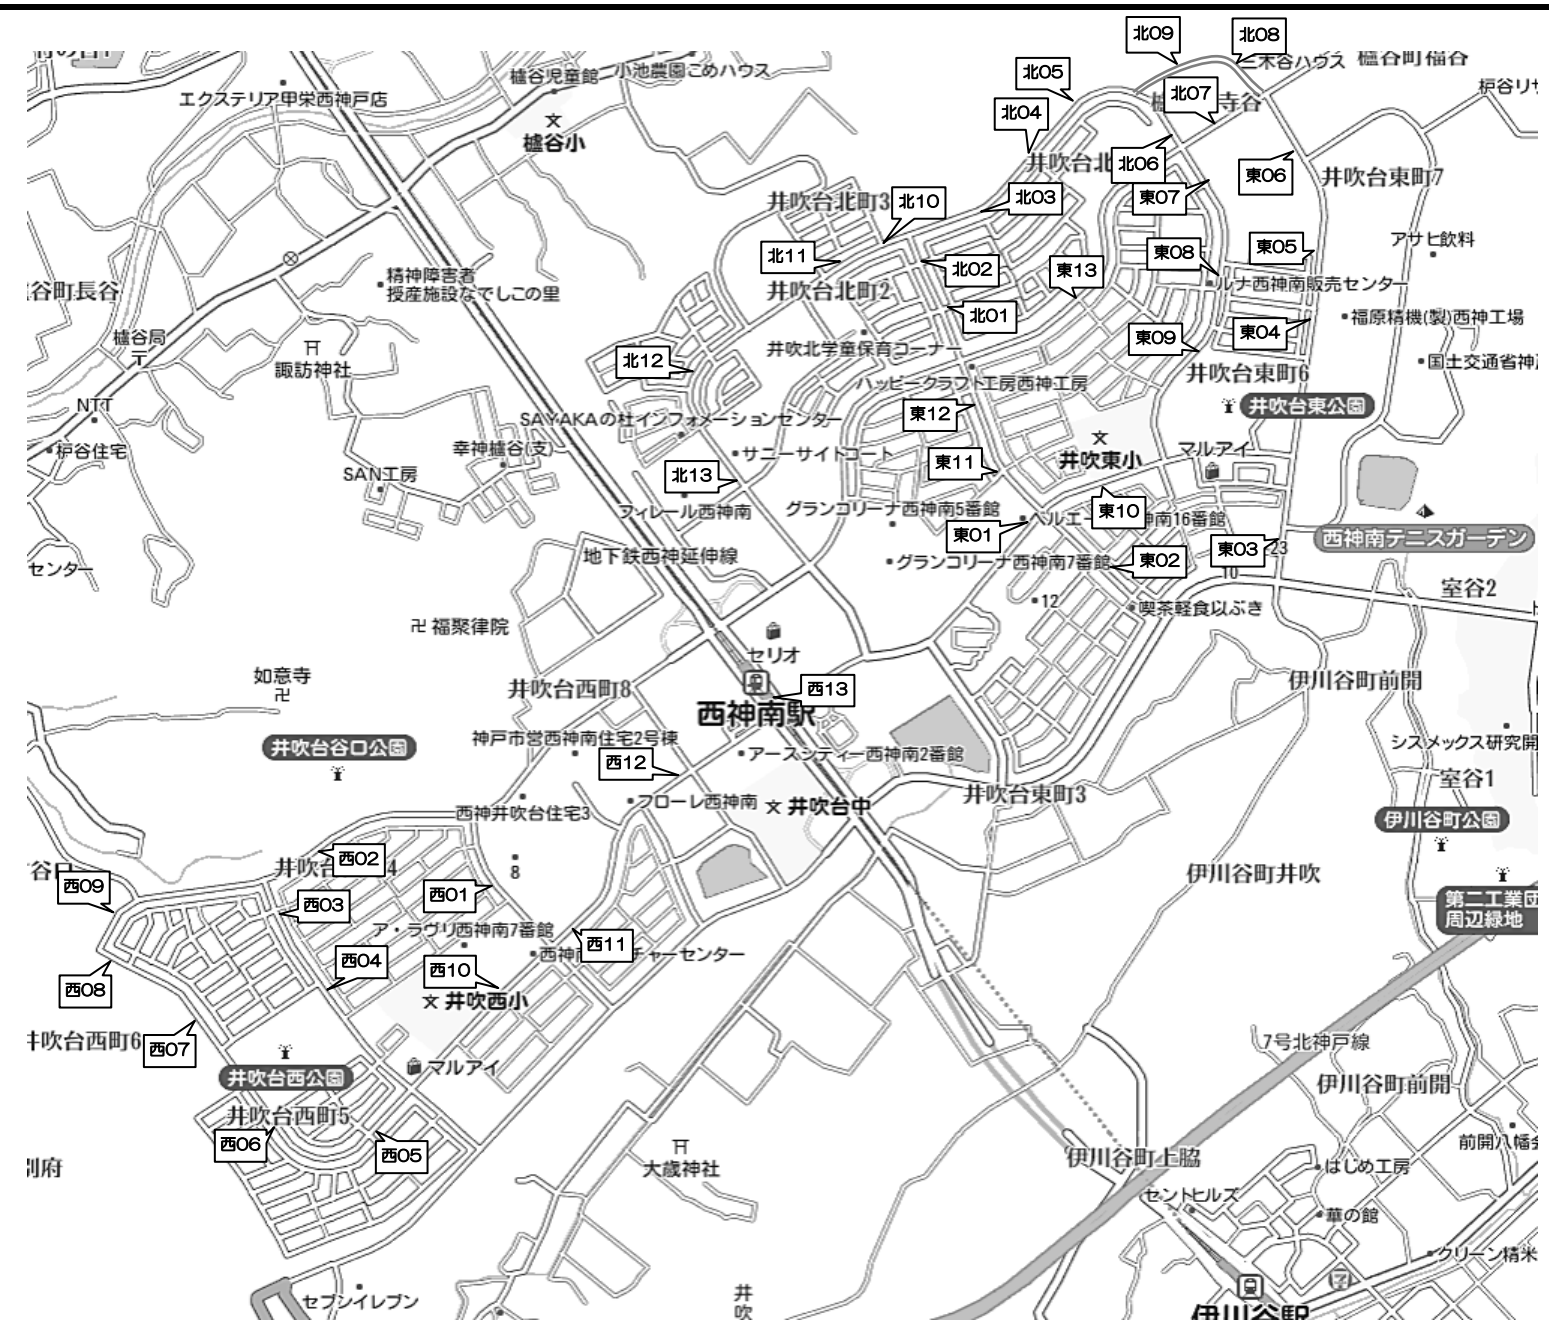 北09
北08
三木谷ハウス
櫨谷町福谷
北05
小池農園こめハウス
櫨谷児童館
エクステリア甲栄西神戸店
北07
寺谷
北04
櫨谷小
井吹台北
北06
東06
井吹台東町7
東07
北03
井吹台北町3
北10
アサヒ飲料
東05
東08
北11
北02
東13
精神障害者
授産施設なでしこの里
谷町長谷
井吹台北町2
ルナ西神南販売センター
北01
福原精機(製)西神工場
櫨谷局
井吹北学童保育コーナー
東09
東04
北12
諏訪神社
井吹台東町6
ハッピークラフト工房西神工房
NTT
井吹台東公園
SAYAKAの杜インフォメーションセンター
東12
栌谷住宅
幸神櫨谷(支)
サニーサイドコート
東11
井吹東小
マルアイ
SAN工房
北13
フィレール西神南
グランコリーナ西神南5番館
東10
南16番館
東01
西神南テニスガーデン
地下鉄西神延伸線
グランコリーナ西神南7番館
東02
東03
23
センター
10
室谷2
12
喫茶軽食いぶき
福聚律院
セリオ
如意寺
井吹台西町8
西13
伊川谷町前開
西神南駅
神戸市営西神南住宅2号棟
井吹台谷口公園
西12
アースシティー西神南2番館
シスメックス研究開
室谷1
フローレ西神南
井吹台中
井吹台東町3
西神井吹台住宅3
伊川谷町公園
西02
4
8
西09
西01
伊川谷町井吹
西03
第二工業団
周辺緑地
ア・ラヴリ西神南7番館
西11
チャーセンター
西04
西10
西08
井吹西小
西07
井吹台西町6
7号北神戸線
井吹台西公園
マルアイ
伊川谷町前開
井吹台西町5
西06
西05
大歳神社
別府
伊川谷町上脇
はじめ工房
セントヒルズ
華の館
クリーン精米
セブンイレブン
井
吹
伊川谷駅